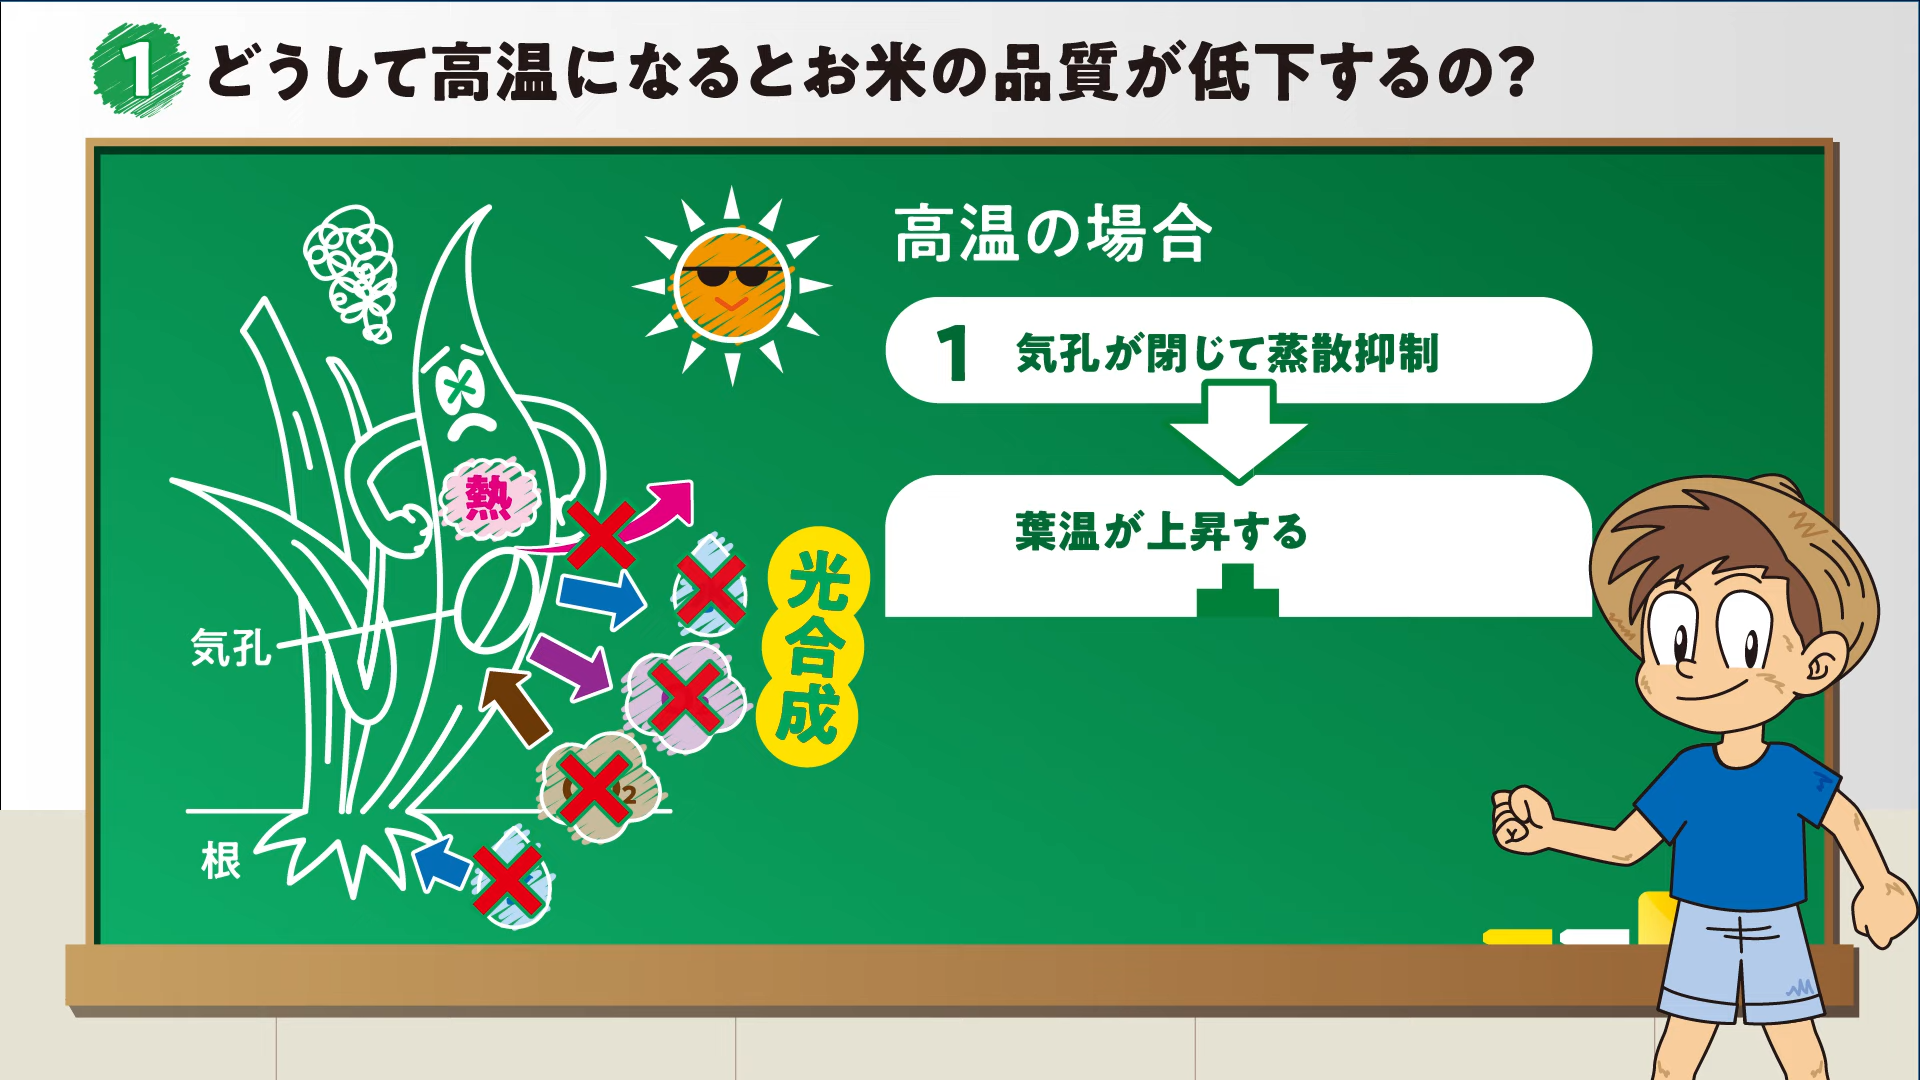 1 どうして高温になるとお米の品質が低下するの?
高温の場合
1 気孔が閉じて蒸散抑制
葉温が上昇する
熱
光合成
気孔
根